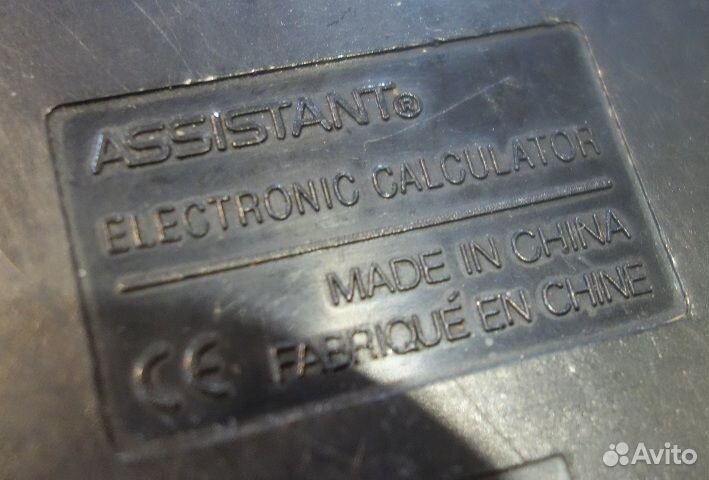 ASSISTANT®
ELECTRONIC CALCULATOR
MADE IN CHINA
CE FABRIQUÉ EN CHINE
Avito